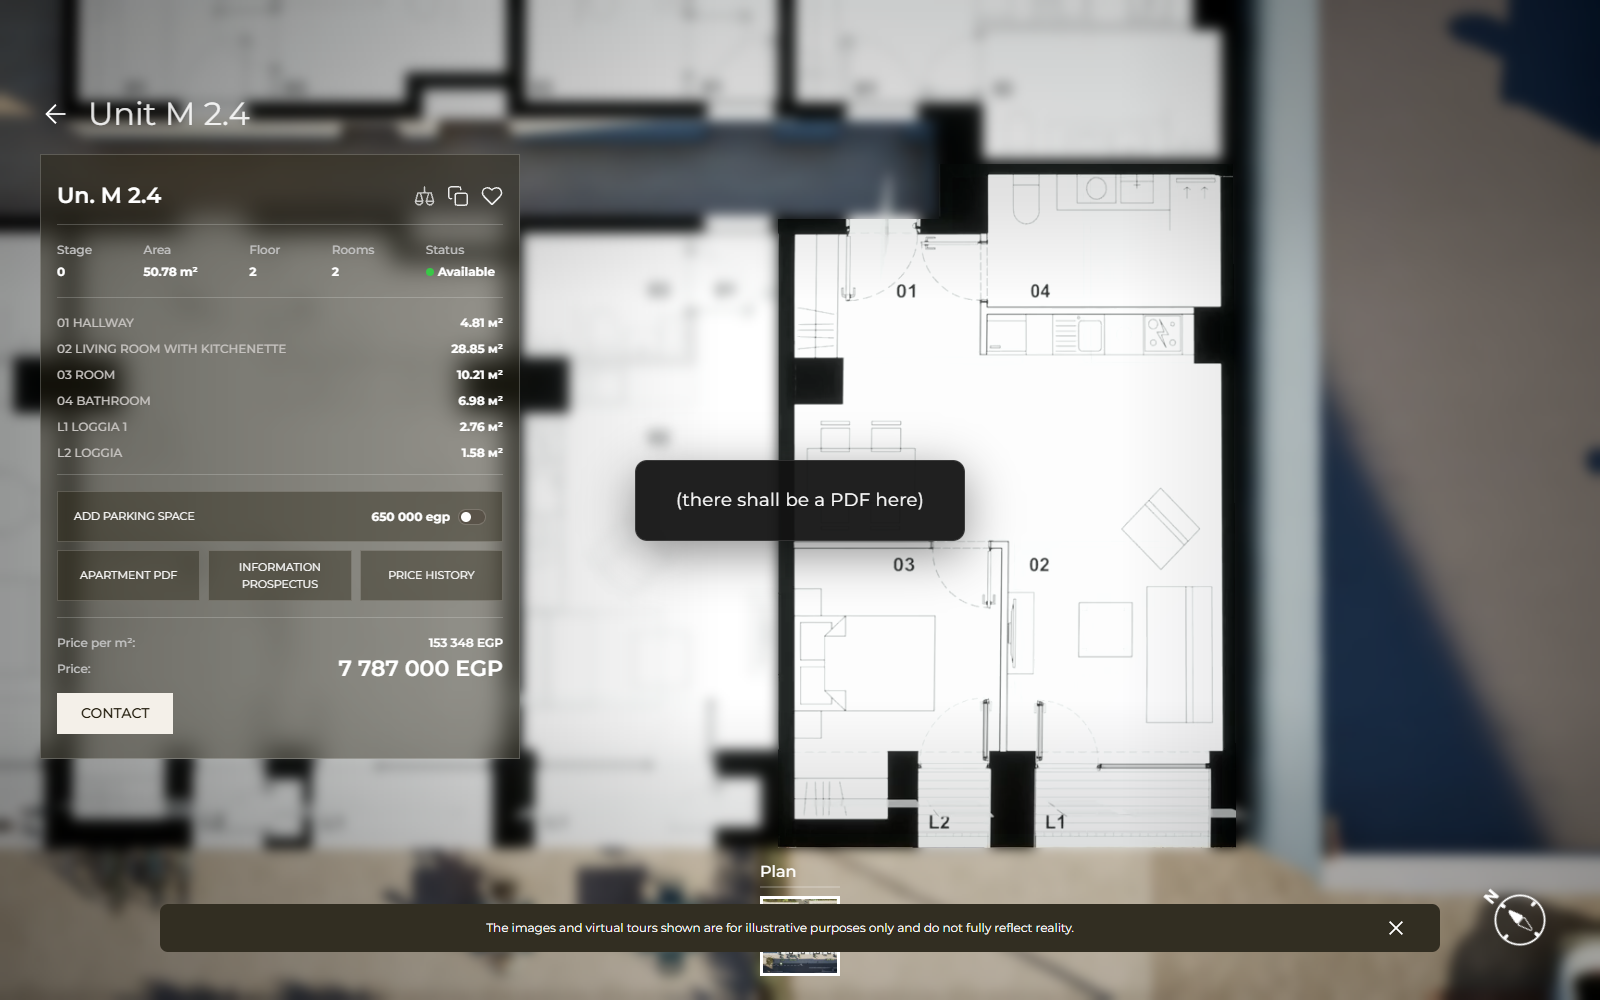 Unit M 2.4
Un. M 2.4
Stage Area Floor Rooms Status
0 50.78 m² 2 2 Available
01 HALLWAY 4.81 м²
02 LIVING ROOM WITH KITCHENETTE 28.85 м²
03 ROOM 10.21 м²
04 BATHROOM 6.98 м²
L1 LOGGIA 1 2.76 м²
L2 LOGGIA 1.58 м²
ADD PARKING SPACE 650 000 egp
APARTMENT PDF
INFORMATION
PROSPECTUS
PRICE HISTORY
Price per m²: 153 348 EGP
Price: 7 787 000 EGP
CONTACT
01
04
(there shall be a PDF here)
03
02
L2
L1
Plan
The images and virtual tours shown are for illustrative purposes only and do not fully reflect reality.
N